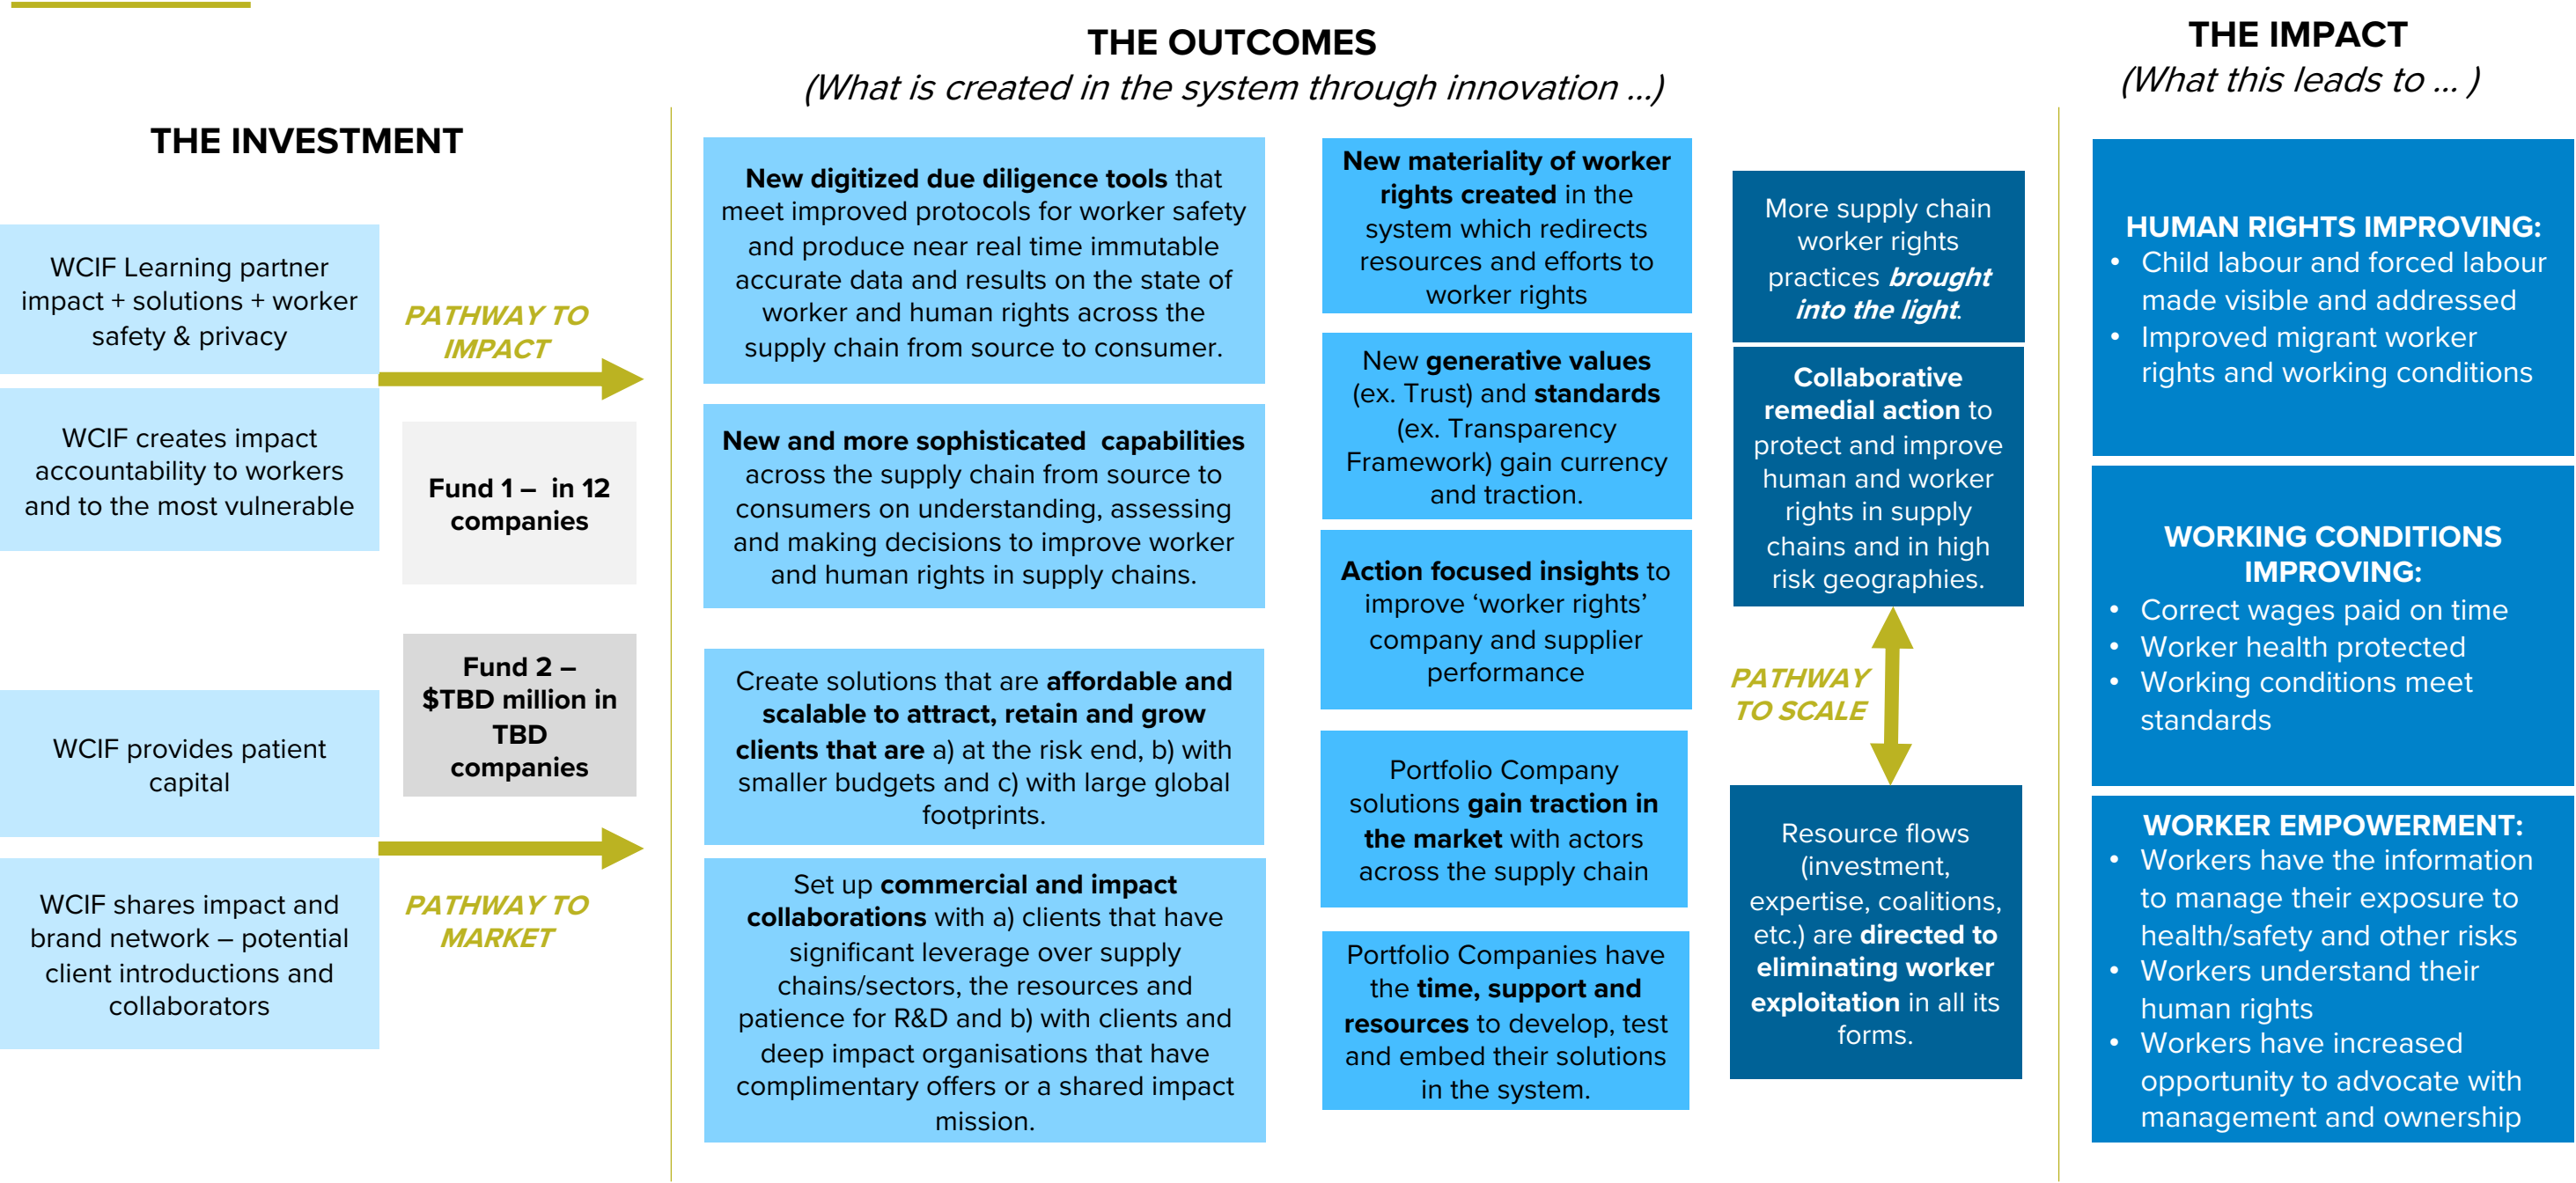 THE INVESTMENT
WCIF Learning partner
impact + solutions + worker
safety & privacy
WCIF creates impact
accountability to workers
and to the most vulnerable
WCIF provides patient
capital
WCIF shares impact and
brand network – potential
client introductions and
collaborators
PATHWAY TO
IMPACT
Fund 1 – in 12
companies
Fund 2 –
$TBD million in
TBD
companies
PATHWAY TO
MARKET
THE OUTCOMES
(What is created in the system through innovation ...)
New digitized due diligence tools that
meet improved protocols for worker safety
and produce near real time immutable
accurate data and results on the state of
worker and human rights across the
supply chain from source to consumer.
New and more sophisticated capabilities
across the supply chain from source to
consumers on understanding, assessing
and making decisions to improve worker
and human rights in supply chains.
Create solutions that are affordable and
scalable to attract, retain and grow
clients that are a) at the risk end, b) with
smaller budgets and c) with large global
footprints.
Set up commercial and impact
collaborations with a) clients that have
significant leverage over supply
chains/sectors, the resources and
patience for R&D and b) with clients and
deep impact organisations that have
complimentary offers or a shared impact
mission.
New materiality of worker
rights created in the
system which redirects
resources and efforts to
worker rights
New generative values
(ex. Trust) and standards
(ex. Transparency
Framework) gain currency
and traction.
Action focused insights to
improve ‘worker rights’
company and supplier
performance
Portfolio Company
solutions gain traction in
the market with actors
across the supply chain
Portfolio Companies have
the time, support and
resources to develop, test
and embed their solutions
in the system.
More supply chain
worker rights
practices brought
into the light.
Collaborative
remedial action to
protect and improve
human and worker
rights in supply
chains and in high
risk geographies.
PATHWAY
TO SCALE
Resource flows
(investment,
expertise, coalitions,
etc.) are directed to
eliminating worker
exploitation in all its
forms.
THE IMPACT
(What this leads to ... )
HUMAN RIGHTS IMPROVING:
• Child labour and forced labour
made visible and addressed
• Improved migrant worker
rights and working conditions
WORKING CONDITIONS
IMPROVING:
• Correct wages paid on time
• Worker health protected
• Working conditions meet
standards
WORKER EMPOWERMENT:
• Workers have the information
to manage their exposure to
health/safety and other risks
• Workers understand their
human rights
• Workers have increased
opportunity to advocate with
management and ownership